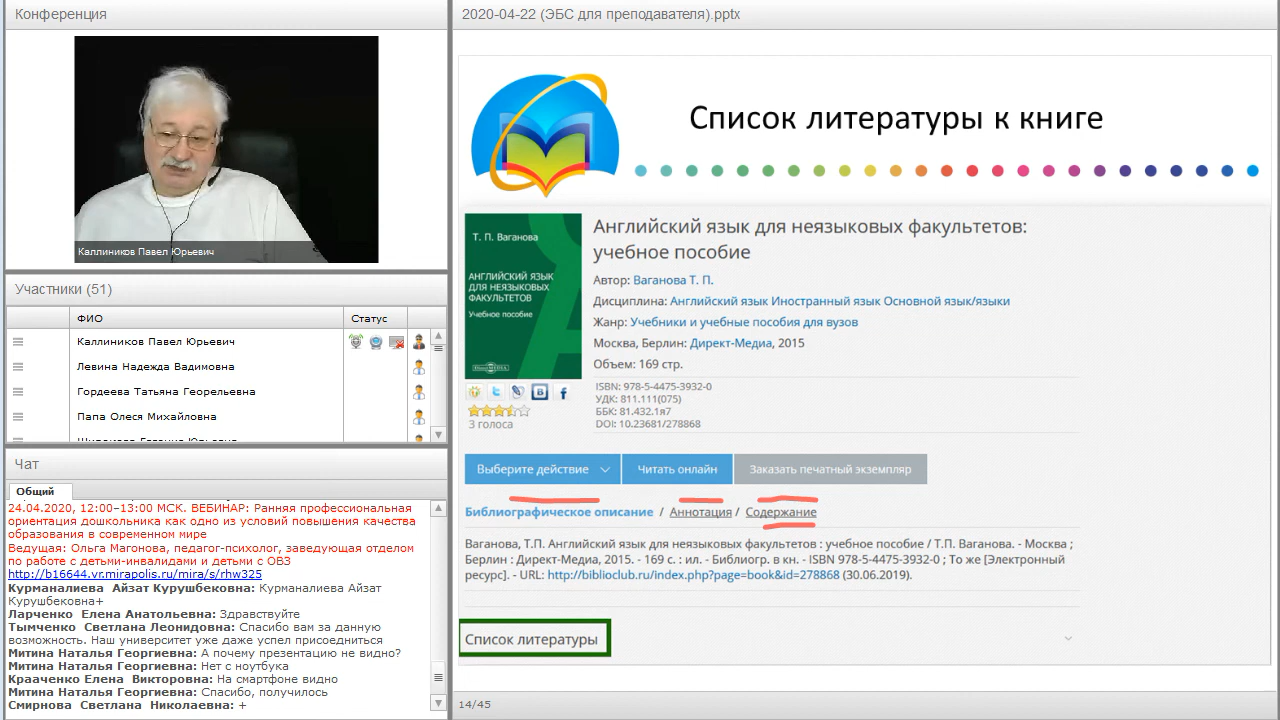 Конференция
Каллиников Павел Юрьевич
Участники (51)
ФИО
Статус
Каллиников Павел Юрьевич
Левина Надежда Вадимовна
Гордеева Татьяна Георельевна
Папа Олеся Михайловна
Чат
Общий
24.04.2020, 12:00–13:00 МСК. ВЕБИНАР: Ранняя профессиональная
ориентация дошкольника как одно из условий повышения качества
образования в современном мире
Ведущая: Ольга Магонова, педагог-психолог, заведующая отделом
по работе с детьми-инвалидами и детьми с ОВЗ
http://b16644.vr.mirapolis.ru/mira/s/rhw325
Курманалиева Айзат Курушбековна: Курманалиева Айзат
Курушбековна+
Ларченко Елена Анатольевна: Здравствуйте
Тымченко Светлана Леонидовна: Спасибо вам за данную
возможность. Наш университет уже даже успел присоедниться
Митина Наталья Георгиевна: А почему презентацию не видно?
Митина Наталья Георгиевна: Нет с ноутбука
Крааченко Елена Викторовна: На смартфоне видно
Митина Наталья Георгиевна: Спасибо, получилось
Смирнова Светлана Николаевна: +
2020-04-22 (ЭБС для преподавателя).pptx
Список литературы к книге
Т. П. Ваганова
АНГЛИЙСКИЙ ЯЗЫК
ДЛЯ НЕЯЗЫКОВЫХ
ФАКУЛЬТЕТОВ
Учебное пособие
3 голоса
Английский язык для неязыковых факультетов:
учебное пособие
Автор: Ваганова Т. П.
Дисциплина: Английский язык Иностранный язык Основной язык/языки
Жанр: Учебники и учебные пособия для вузов
Москва, Берлин: Директ-Медиа, 2015
Объем: 169 стр.
ISBN: 978-5-4475-3932-0
УДК: 811.111(075)
ББК: 81.432.1я7
DOI: 10.23681/278868
Выберите действие
Читать онлайн
Заказать печатный экземпляр
Библиографическое описание / Аннотация / Содержание
Ваганова, Т.П. Английский язык для неязыковых факультетов : учебное пособие / Т.П. Ваганова. - Москва ;
Берлин : Директ-Медиа, 2015. - 169 с. : ил. - Библиогр. в кн. - ISBN 978-5-4475-3932-0 ; То же [Электронный
ресурс]. - URL: http://biblioclub.ru/index.php?page=book&id=278868 (30.06.2019).
Список литературы
14/45